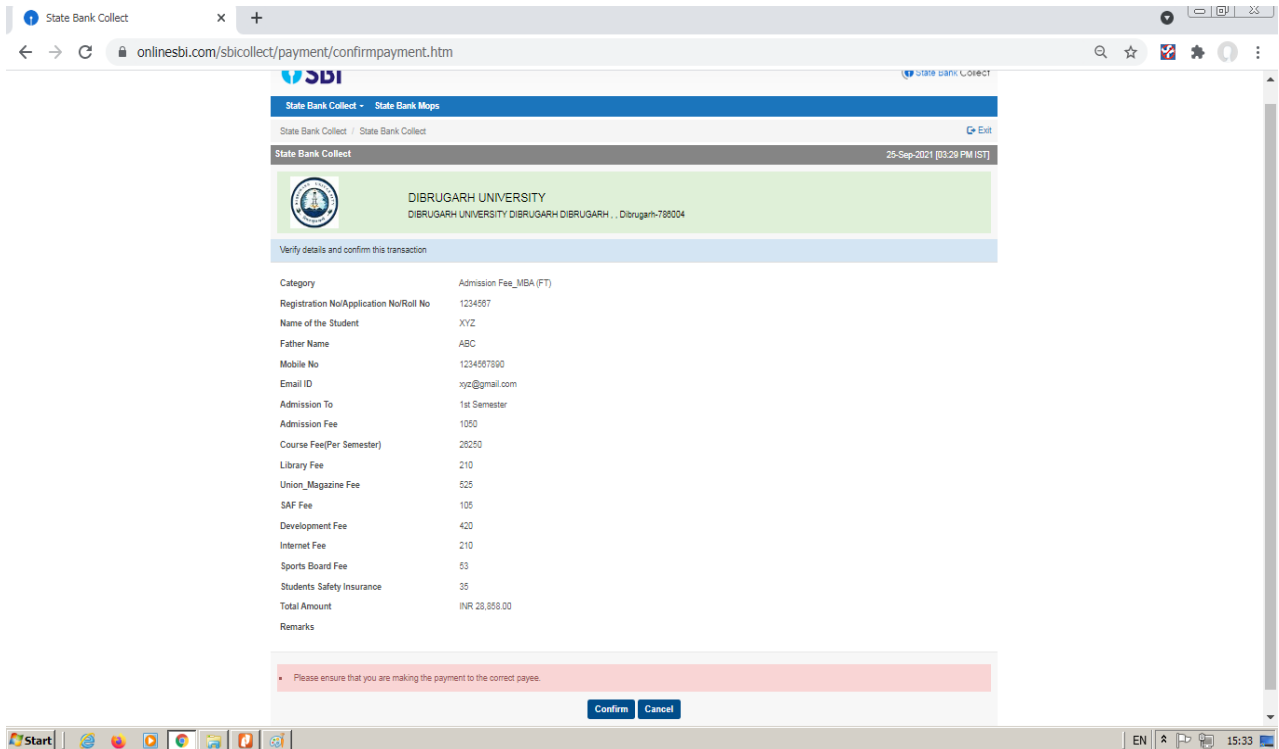 State Bank Collect
onlinesbi.com/sbicollect/payment/confirmpayment.htm
SBI
State Bank Collect
State Bank Collect State Bank Mops
State Bank Collect / State Bank Collect Exit
State Bank Collect 25-Sep-2021 [03:29 PM IST]
DIBRUGARH UNIVERSITY
DIBRUGARH UNIVERSITY DIBRUGARH DIBRUGARH , , Dibrugarh-786004
Verify details and confirm this transaction
Category Admission Fee_MBA (FT)
Registration No/Application No/Roll No 1234567
Name of the Student XYZ
Father Name ABC
Mobile No 1234567890
Email ID xyz@gmail.com
Admission To 1st Semester
Admission Fee 1050
Course Fee(Per Semester) 26250
Library Fee 210
Union_Magazine Fee 525
SAF Fee 105
Development Fee 420
Internet Fee 210
Sports Board Fee 53
Students Safety Insurance 35
Total Amount INR 28,858.00
Remarks
Please ensure that you are making the payment to the correct payee.
Confirm Cancel
Start EN 15:33